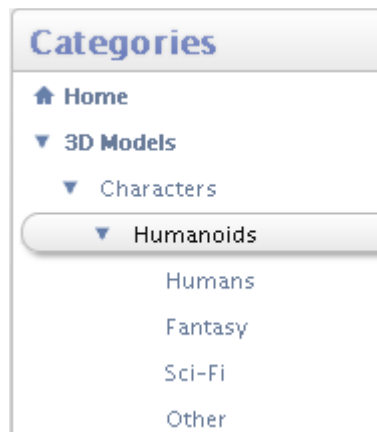 Categories
Home
3D Models
Characters
Humanoids
Humans
Fantasy
Sci-Fi
Other